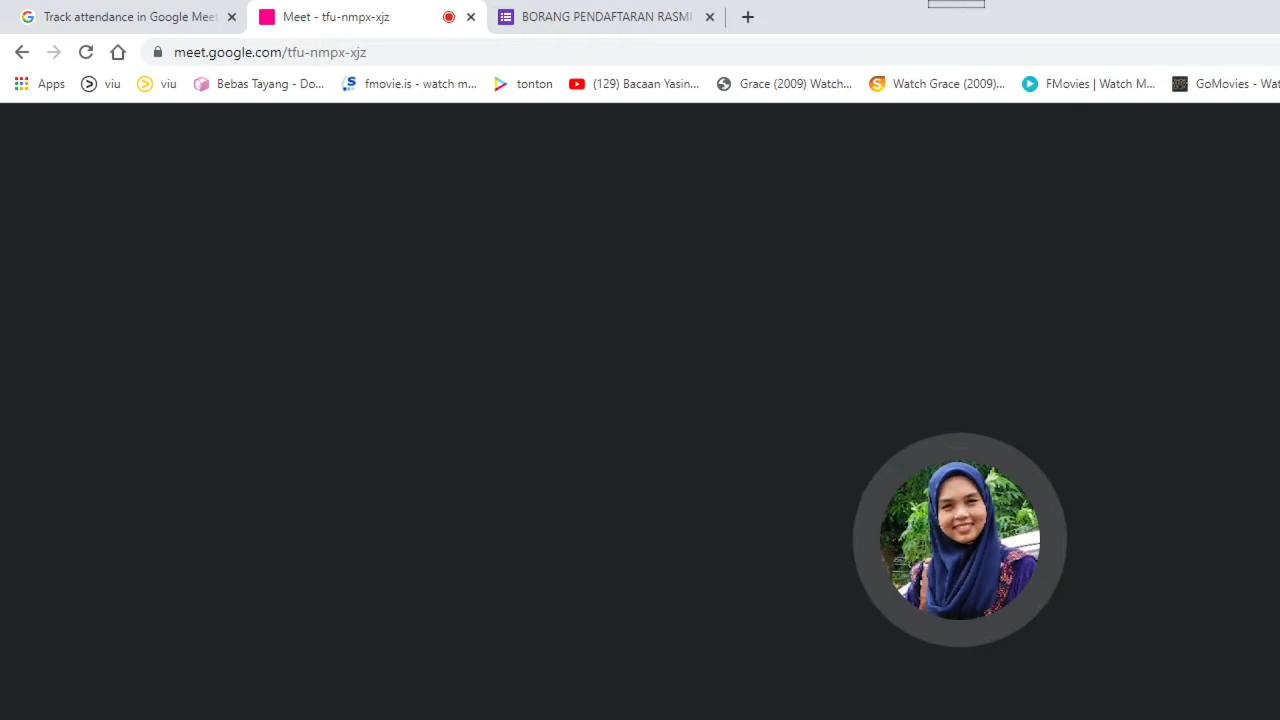 Track attendance in Google Meet
Meet - tfu-nmpx-xjz
BORANG PENDAFTARAN RASMI
meet.google.com/tfu-nmpx-xjz
Apps
viu
viu
Bebas Tayang - Do...
fmovie.is - watch m...
tonton
(129) Bacaan Yasin...
Grace (2009) Watch...
Watch Grace (2009)...
FMovies | Watch M...
GoMovies - Wat